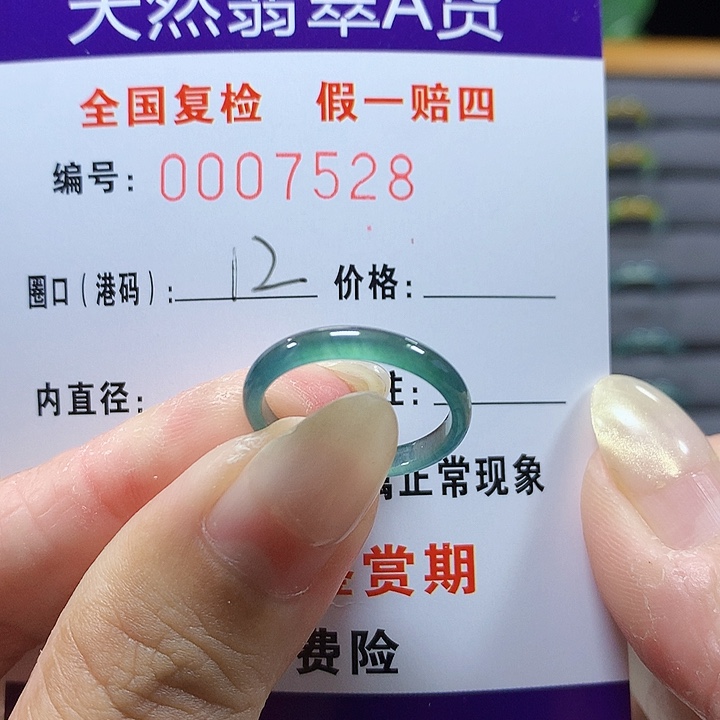 天然翡翠A货
全国复检 假一赔四
编号: 0007528
圈口(港码): 12 价格:
内直径:
正常现象
赏期
费险